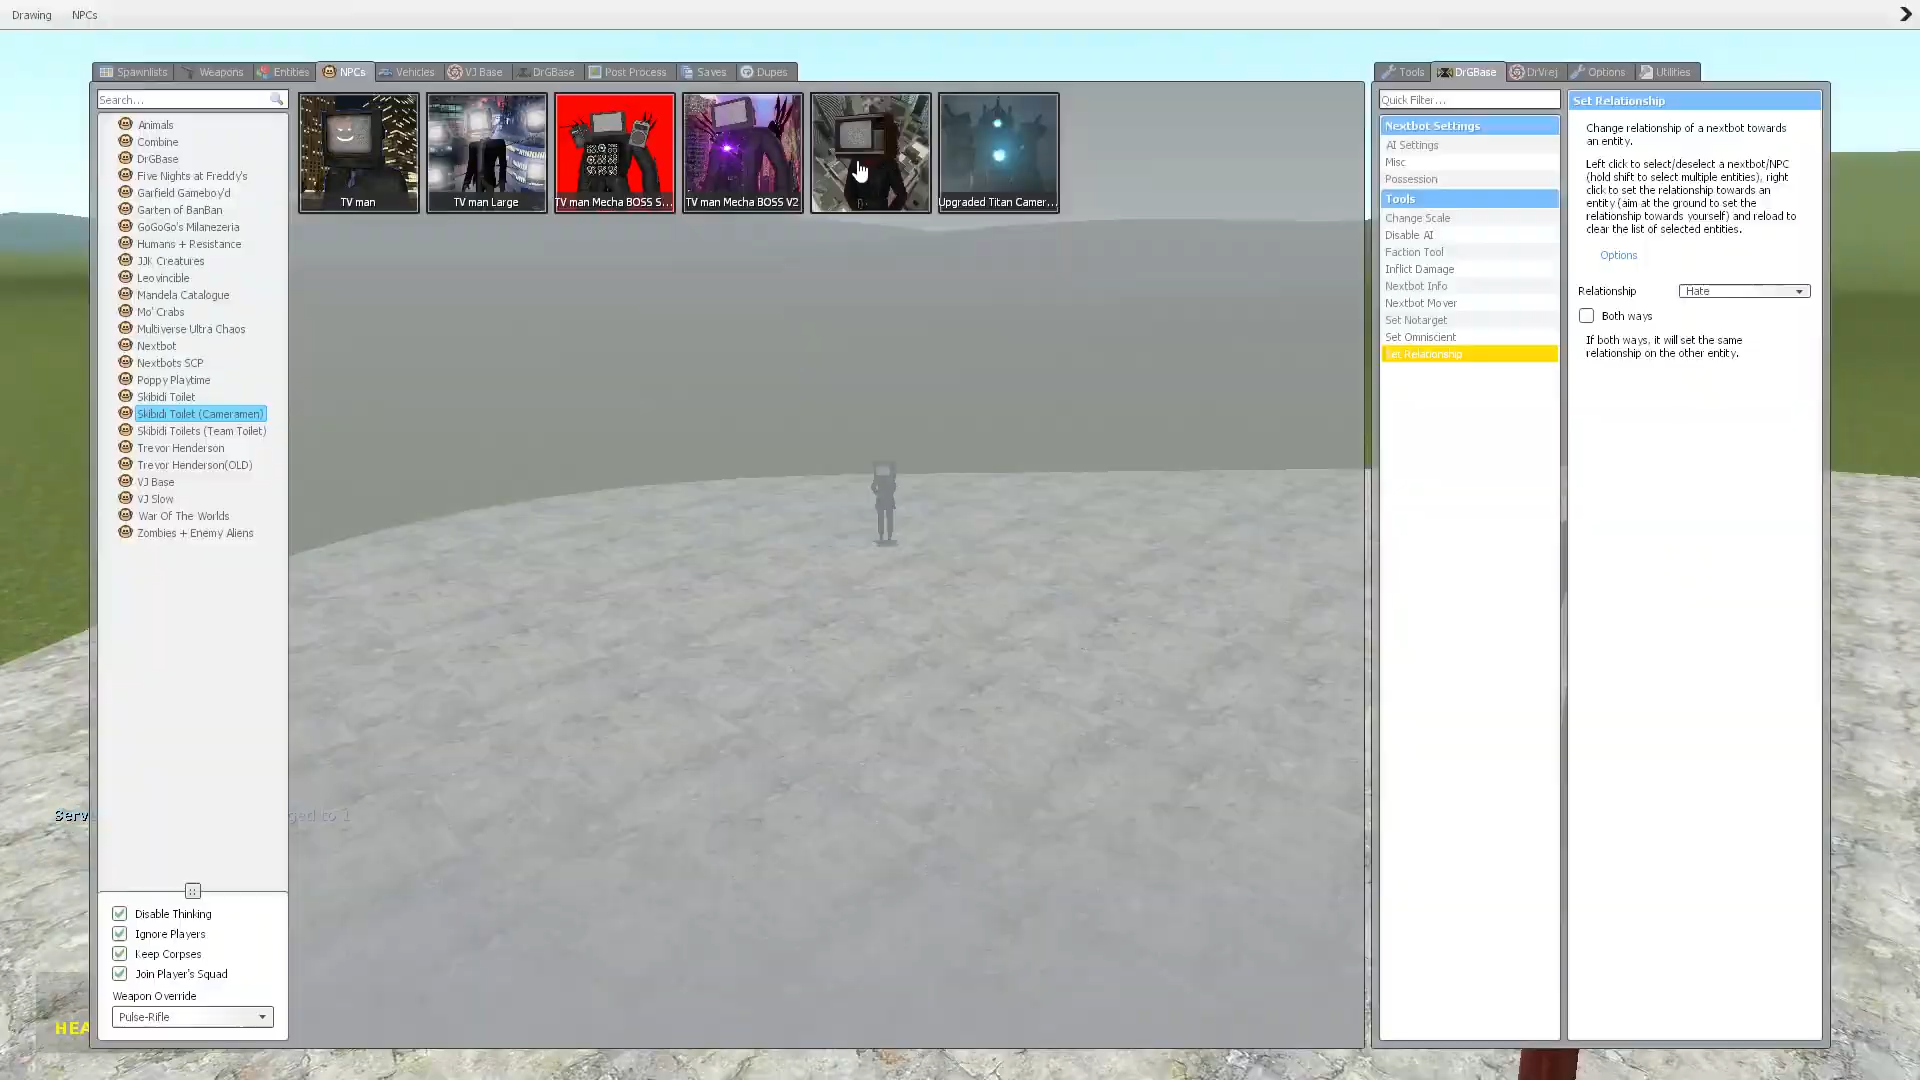 Drawing NPCs
Spawnlists Weapons Entities NPCs Vehicles VJ Base DrGBase Post Process Saves Dupes
Search...
Animals
Combine
DrGBase
Five Nights at Freddy's
Garfield Gameboy'd
Garten of BanBan
GoGoGo's Milanezeria
Humans + Resistance
JJK Creatures
Leovincible
Mandela Catalogue
Mo' Crabs
Multiverse Ultra Chaos
Nextbot
Nextbots SCP
Poppy Playtime
Skibidi Toilet
Skibidi Toilet (Cameramen)
Skibidi Toilets (Team Toilet)
Trevor Henderson
Trevor Henderson(OLD)
VJ Base
VJ Slow
War Of The Worlds
Zombies + Enemy Aliens
TV man
TV man Large
TV man Mecha BOSS S...
TV man Mecha BOSS V2
Upgraded Titan Camer...
Serv ged to 1
Disable Thinking
Ignore Players
Keep Corpses
Join Player's Squad
Weapon Override
Pulse-Rifle
HEA
Tools DrGBase DrVrej Options Utilities
Quick Filter...
Nextbot Settings
AI Settings
Misc
Possession
Tools
Change Scale
Disable AI
Faction Tool
Inflict Damage
Nextbot Info
Nextbot Mover
Set Notarget
Set Omniscient
Set Relationship
Set Relationship
Change relationship of a nextbot towards
an entity.
Left click to select/deselect a nextbot/NPC
(hold shift to select multiple entities), right
click to set the relationship towards an
entity (aim at the ground to set the
relationship towards yourself) and reload to
clear the list of selected entities.
Options
Relationship Hate
Both ways
If both ways, it will set the same
relationship on the other entity.